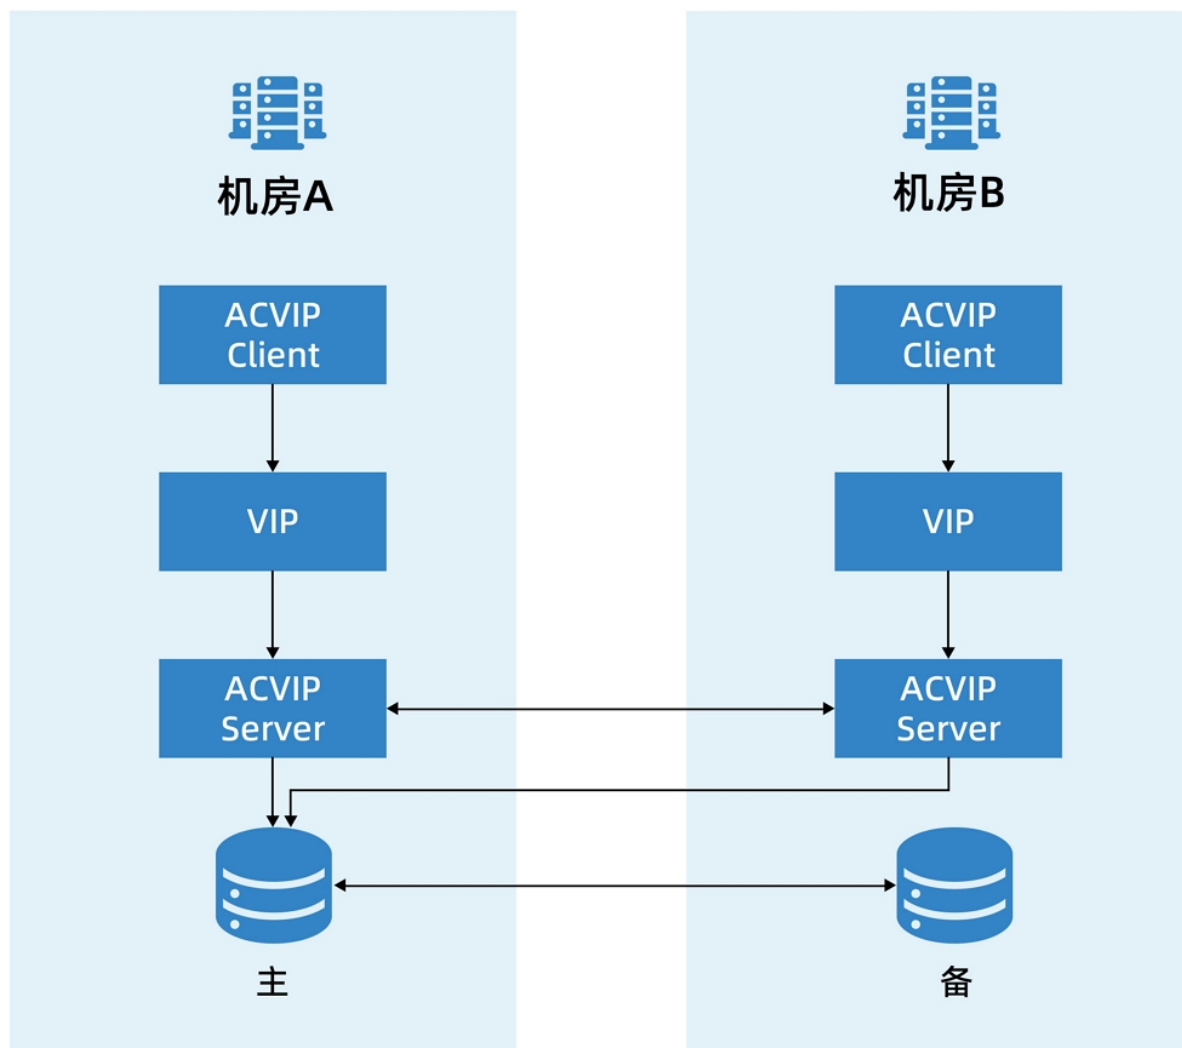 机房A
机房B
ACVIP
Client
ACVIP
Client
VIP
VIP
ACVIP
Server
ACVIP
Server
主
备